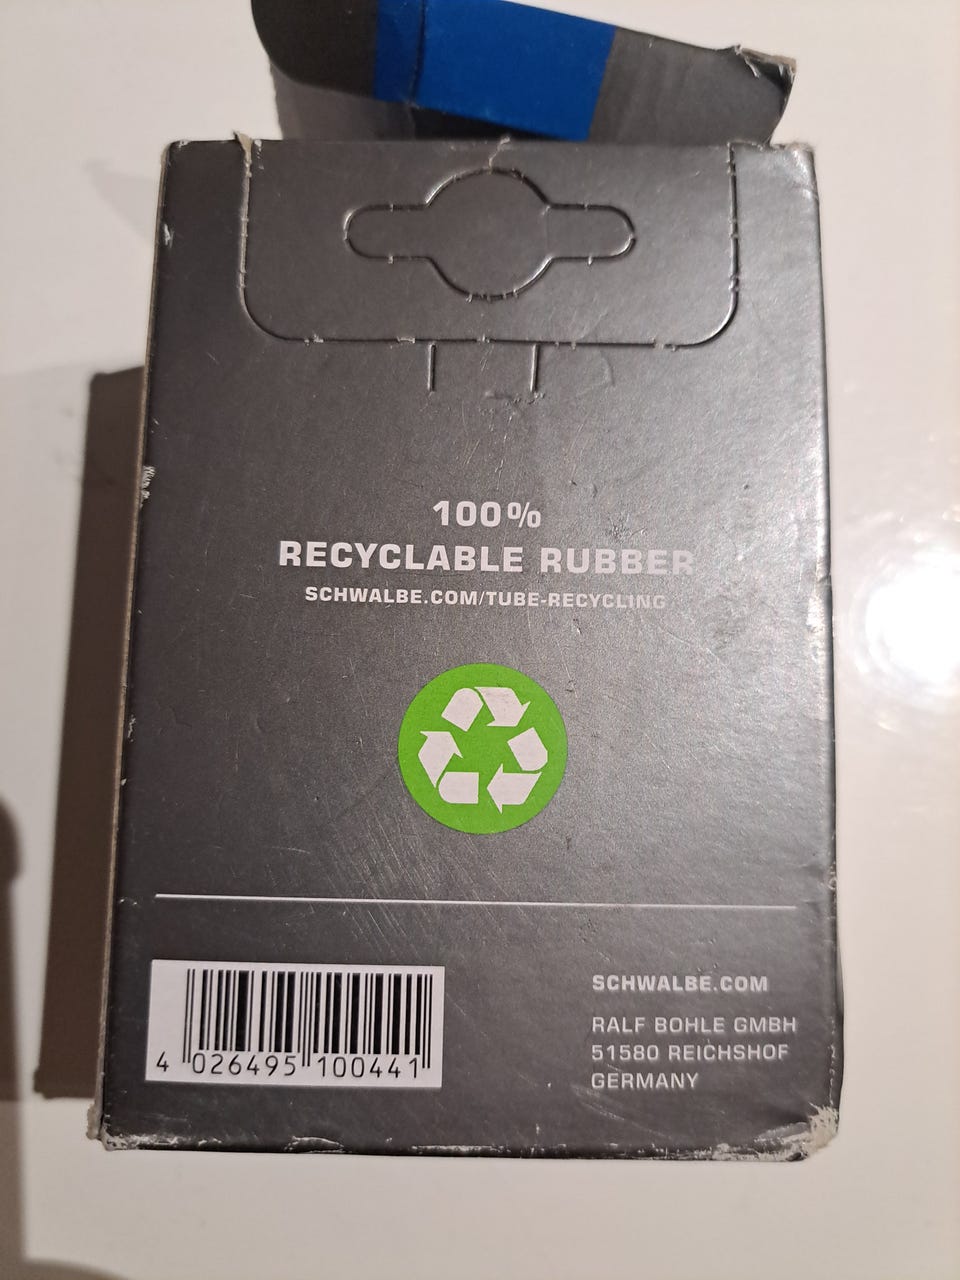 100%
RECYCLABLE RUBBER
SCHWALBE.COM/TUBE-RECYCLING
4 026495 100441
SCHWALBE.COM
RALF BOHLE GMBH
51580 REICHSHOF
GERMANY